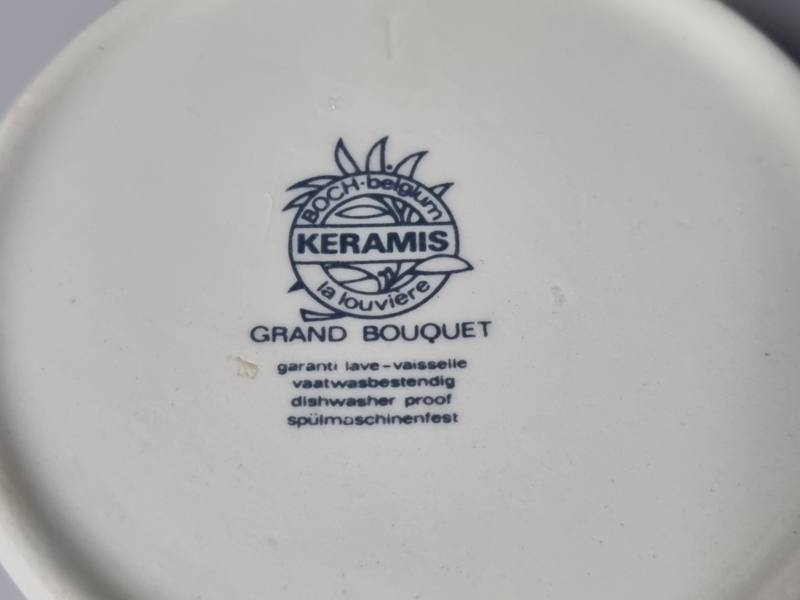 BOCH-belgium
KERAMIS
la louvière
GRAND BOUQUET
garanti lave-vaisselle
vaatwasbestendig
dishwasher proof
spülmaschinenfest